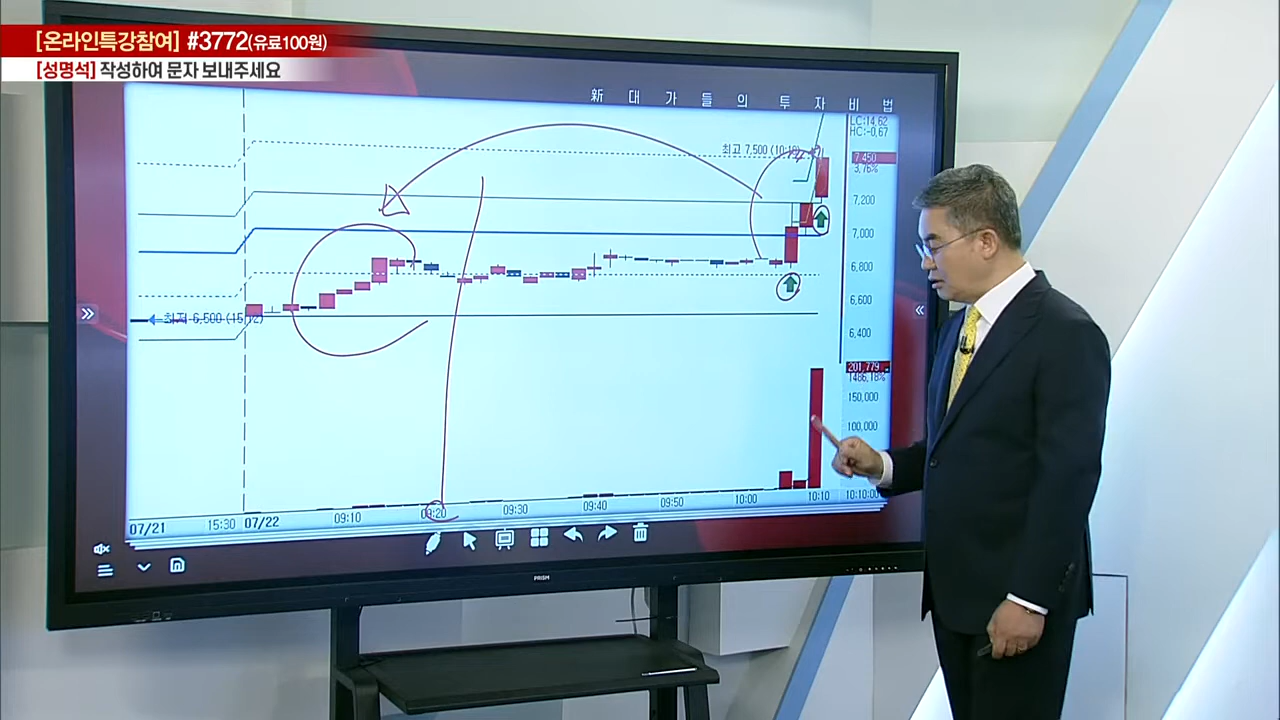 [온라인특강참여] #3772(유료100원)
[성명석] 작성하여 문자 보내주세요
新 대 가 들 의 투 자 비 법
LC:14,62
HC:-0,67
최고 7,500
7,450
3,76%
7,200
7,000
6,800
6,600
6,400
최저 6,500
201,779
1466,18%
150,000
100,000
07/21 15:30 07/22 09:10 09:20 09:30 09:40 09:50 10:00 10:10 10:10:00
PRISM